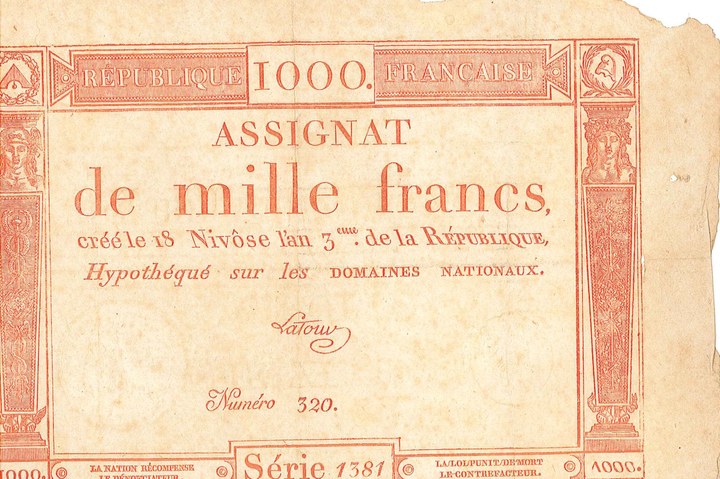 RÉPUBLIQUE 1000. FRANCAISE
ASSIGNAT
de mille francs,
créé le 18 Nivôse l'an 3.eme de la RÉPUBLIQUE,
Hypothéqué sur les DOMAINES NATIONAUX.
Latour
Numéro 320.
1000.
LA NATION RÉCOMPENSE
LE DÉNONCIATEUR.
Série 1381
LA LOI PUNIT DE MORT
LE CONTREFACTEUR.
1000.